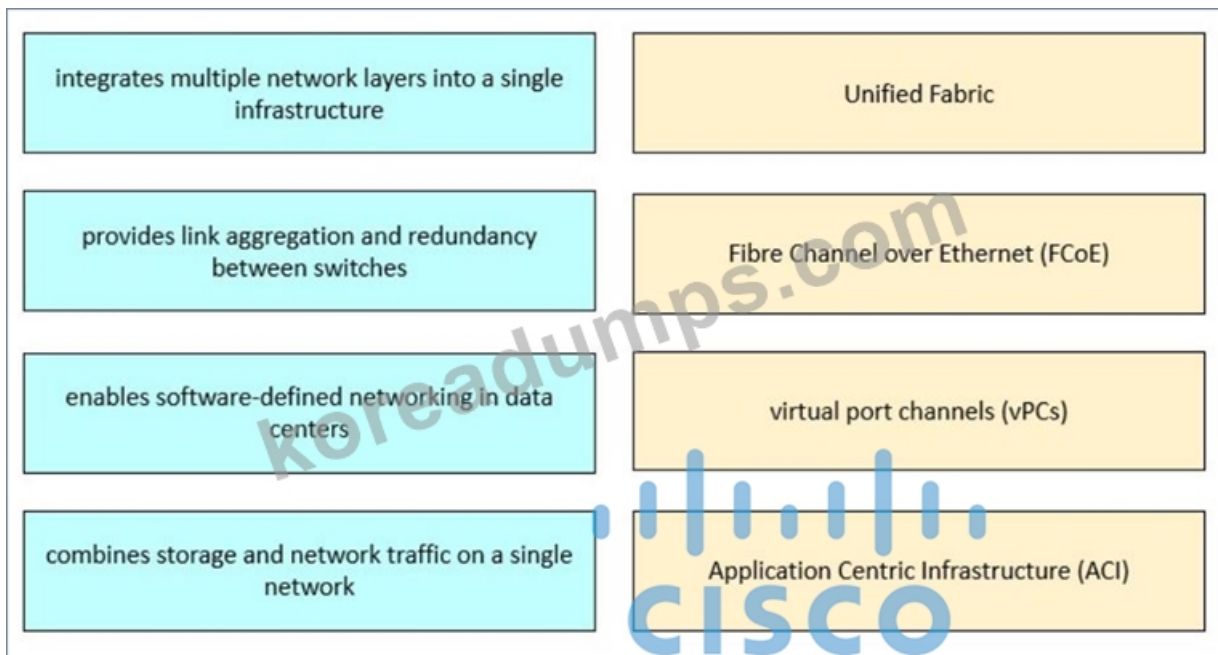 integrates multiple network layers into a single
infrastructure
Unified Fabric
provides link aggregation and redundancy
between switches
Fibre Channel over Ethernet (FCoE)
enables software-defined networking in data
centers
virtual port channels (vPCs)
combines storage and network traffic on a single
network
Application Centric Infrastructure (ACI)
koreadumps.com
CISCO